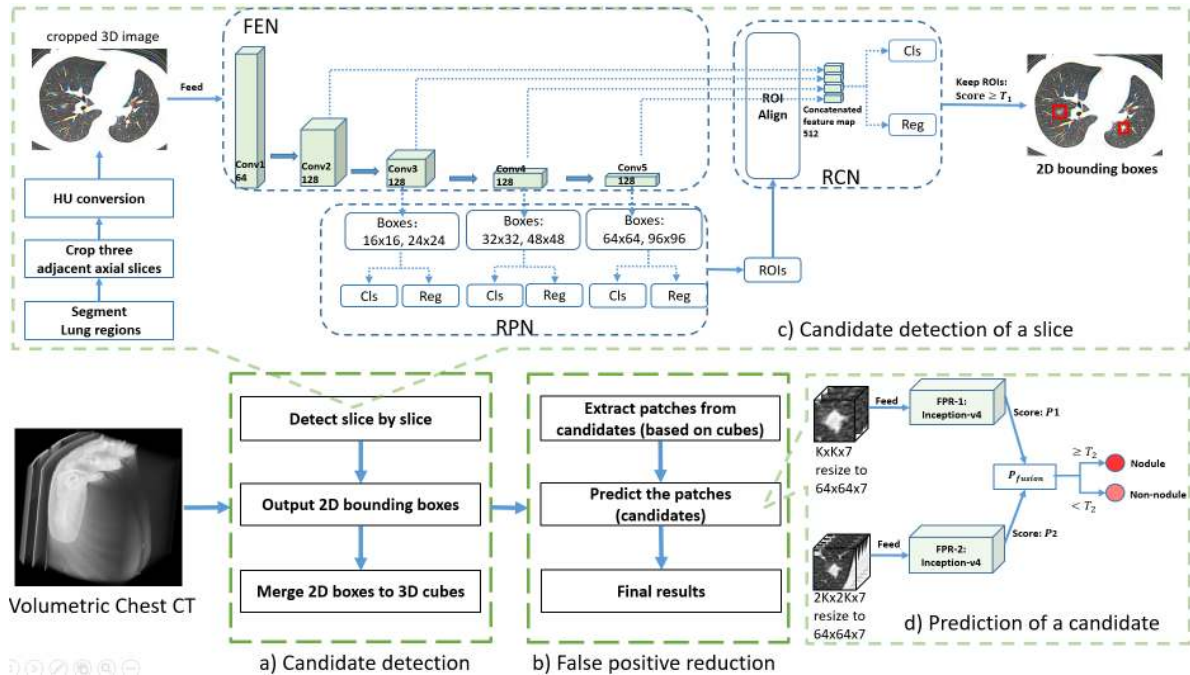 FEN
cropped 3D image
Feed
HU conversion
Crop three
adjacent axial slices
Segment
Lung regions
Conv1
64
Conv2
128
Conv3
128
Conv4
128
Conv5
128
Boxes:
16x16, 24x24
Boxes:
32x32, 48x48
Boxes:
64x64, 96x96
Cls
Reg
Cls
Reg
Cls
Reg
RPN
ROIs
ROI
Align
Concatenated
feature map
512
Cls
Reg
RCN
Keep ROIs:
Score ≥ T₁
2D bounding boxes
c) Candidate detection of a slice
Volumetric Chest CT
Detect slice by slice
Output 2D bounding boxes
Merge 2D boxes to 3D cubes
a) Candidate detection
Extract patches from
candidates (based on cubes)
Predict the patches
(candidates)
Final results
b) False positive reduction
KxKx7
resize to
64x64x7
Feed
FPR-1:
Inception-v4
Score: P1
2Kx2Kx7
resize to
64x64x7
Feed
FPR-2:
Inception-v4
Score: P2
P_fusion
≥ T₂
Nodule
Non-nodule
< T₂
d) Prediction of a candidate